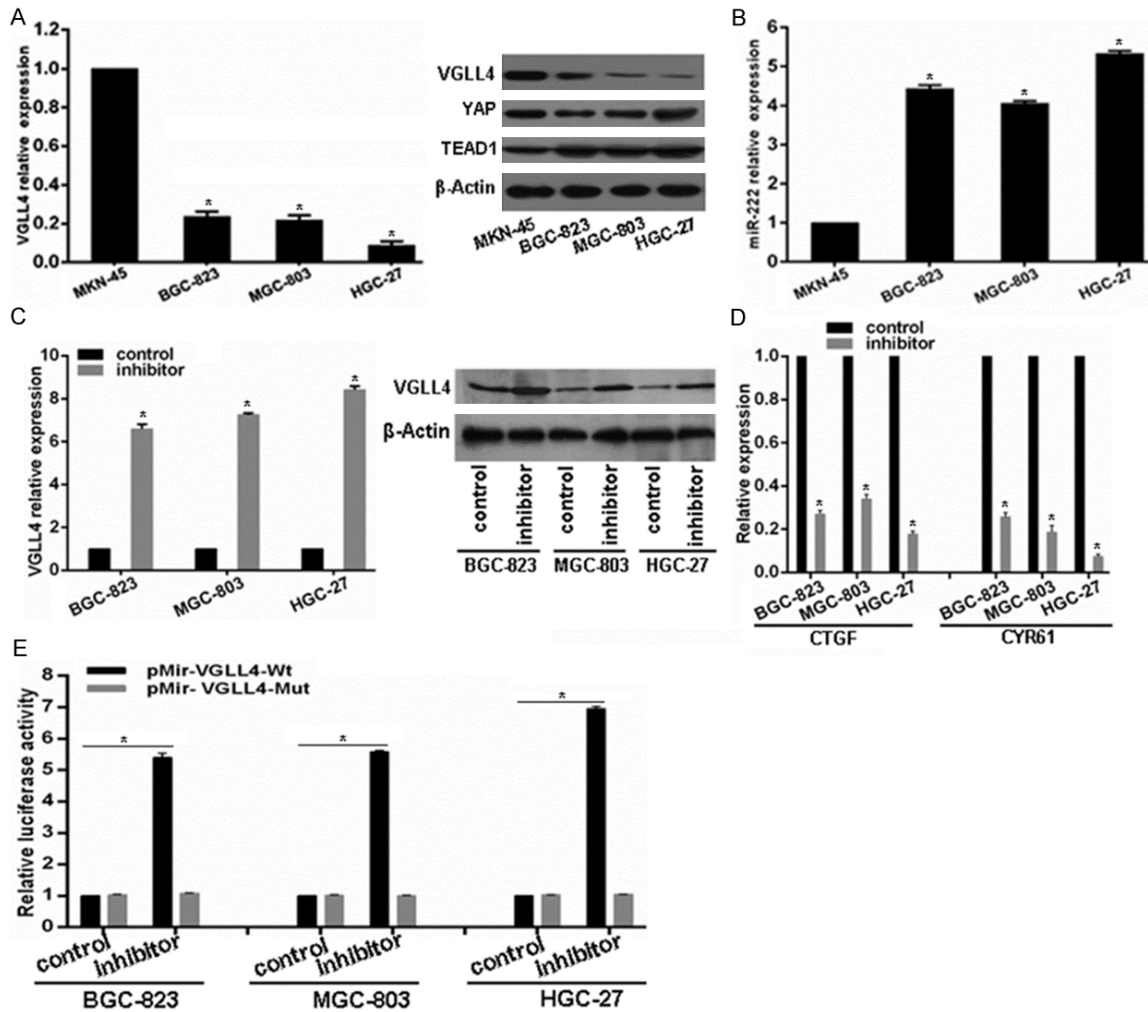 A
VGLL4 relative expression
1.2
1.0
0.8
0.6
0.4
0.2
0.0
*
*
*
MKN-45
BGC-823
MGC-803
HGC-27
VGLL4
YAP
TEAD1
β-Actin
MKN-45
BGC-823
MGC-803
HGC-27
B
miR-222 relative expression
6
5
4
3
2
1
0
*
*
*
MKN-45
BGC-823
MGC-803
HGC-27
C
control
inhibitor
VGLL4 relative expression
10
8
6
4
2
0
*
*
*
BGC-823
MGC-803
HGC-27
VGLL4
β-Actin
control
inhibitor
control
inhibitor
control
inhibitor
BGC-823
MGC-803
HGC-27
D
control
inhibitor
Relative expression
1.0
0.8
0.6
0.4
0.2
0.0
*
*
*
*
*
*
BGC-823
MGC-803
HGC-27
BGC-823
MGC-803
HGC-27
CTGF
CYR61
E
pMir-VGLL4-Wt
pMir- VGLL4-Mut
Relative luciferase activity
8
7
6
5
4
3
2
1
0
*
*
*
control
inhibitor
control
inhibitor
control
inhibitor
BGC-823
MGC-803
HGC-27